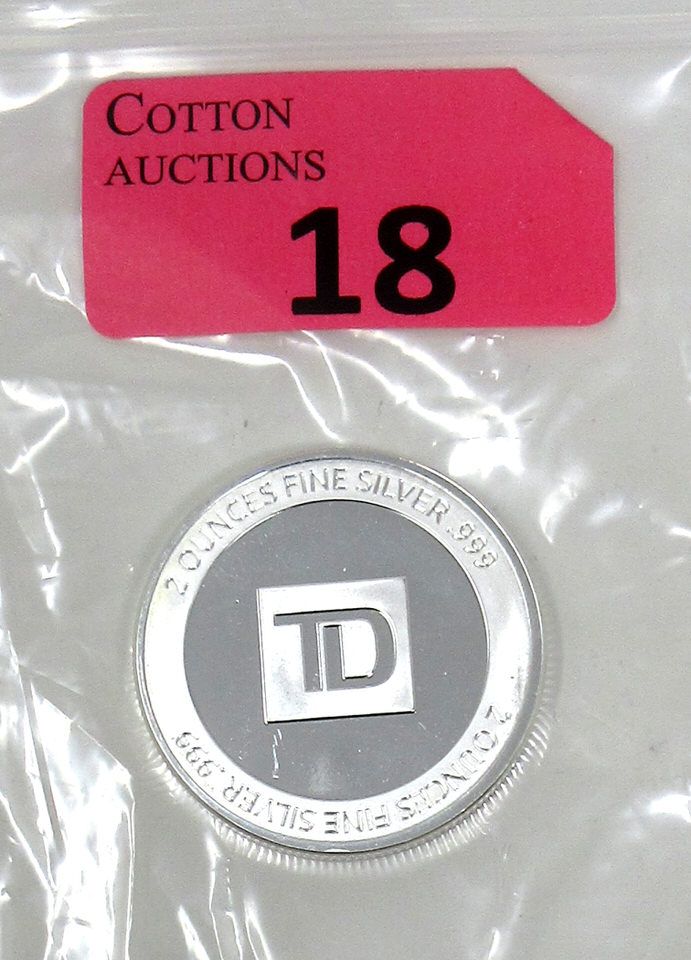 COTTON
AUCTIONS
18
2 OUNCES FINE SILVER .999
TD
2 OUNCES FINE SILVER .999